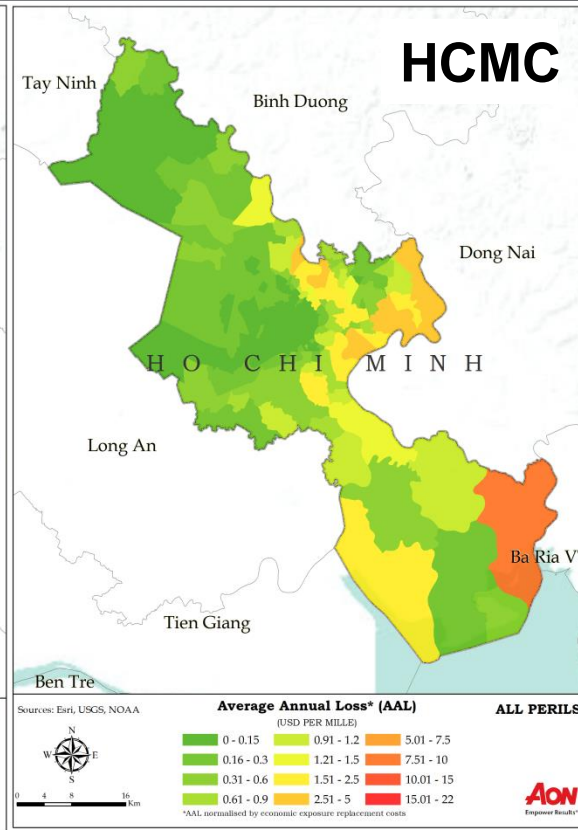 HCMC
Tay Ninh
Binh Duong
Dong Nai
HO CHI MINH
Long An
Ba Ria V
Tien Giang
Ben Tre
Sources: Esri, USGS, NOAA
N
W E
S
0 4 8 16
Km
Average Annual Loss* (AAL)
(USD PER MILLE)
0 - 0.15 0.91 - 1.2 5.01 - 7.5
0.16 - 0.3 1.21 - 1.5 7.51 - 10
0.31 - 0.6 1.51 - 2.5 10.01 - 15
0.61 - 0.9 2.51 - 5 15.01 - 22
*AAL normalised by economic exposure replacement costs
ALL PERILS
AON
Empower Results®